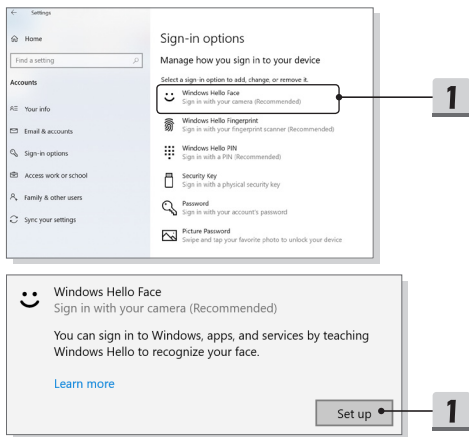 Settings
Home
Find a setting
Accounts
Your info
Email & accounts
Sign-in options
Access work or school
Family & other users
Sync your settings
Sign-in options
Manage how you sign in to your device
Select a sign-in option to add, change, or remove it.
Windows Hello Face
Sign in with your camera (Recommended)
Windows Hello Fingerprint
Sign in with your fingerprint scanner (Recommended)
Windows Hello PIN
Sign in with a PIN (Recommended)
Security Key
Sign in with a physical security key
Password
Sign in with your account's password
Picture Password
Swipe and tap your favorite photo to unlock your device
1
Windows Hello Face
Sign in with your camera (Recommended)
You can sign in to Windows, apps, and services by teaching
Windows Hello to recognize your face.
Learn more
Set up
1